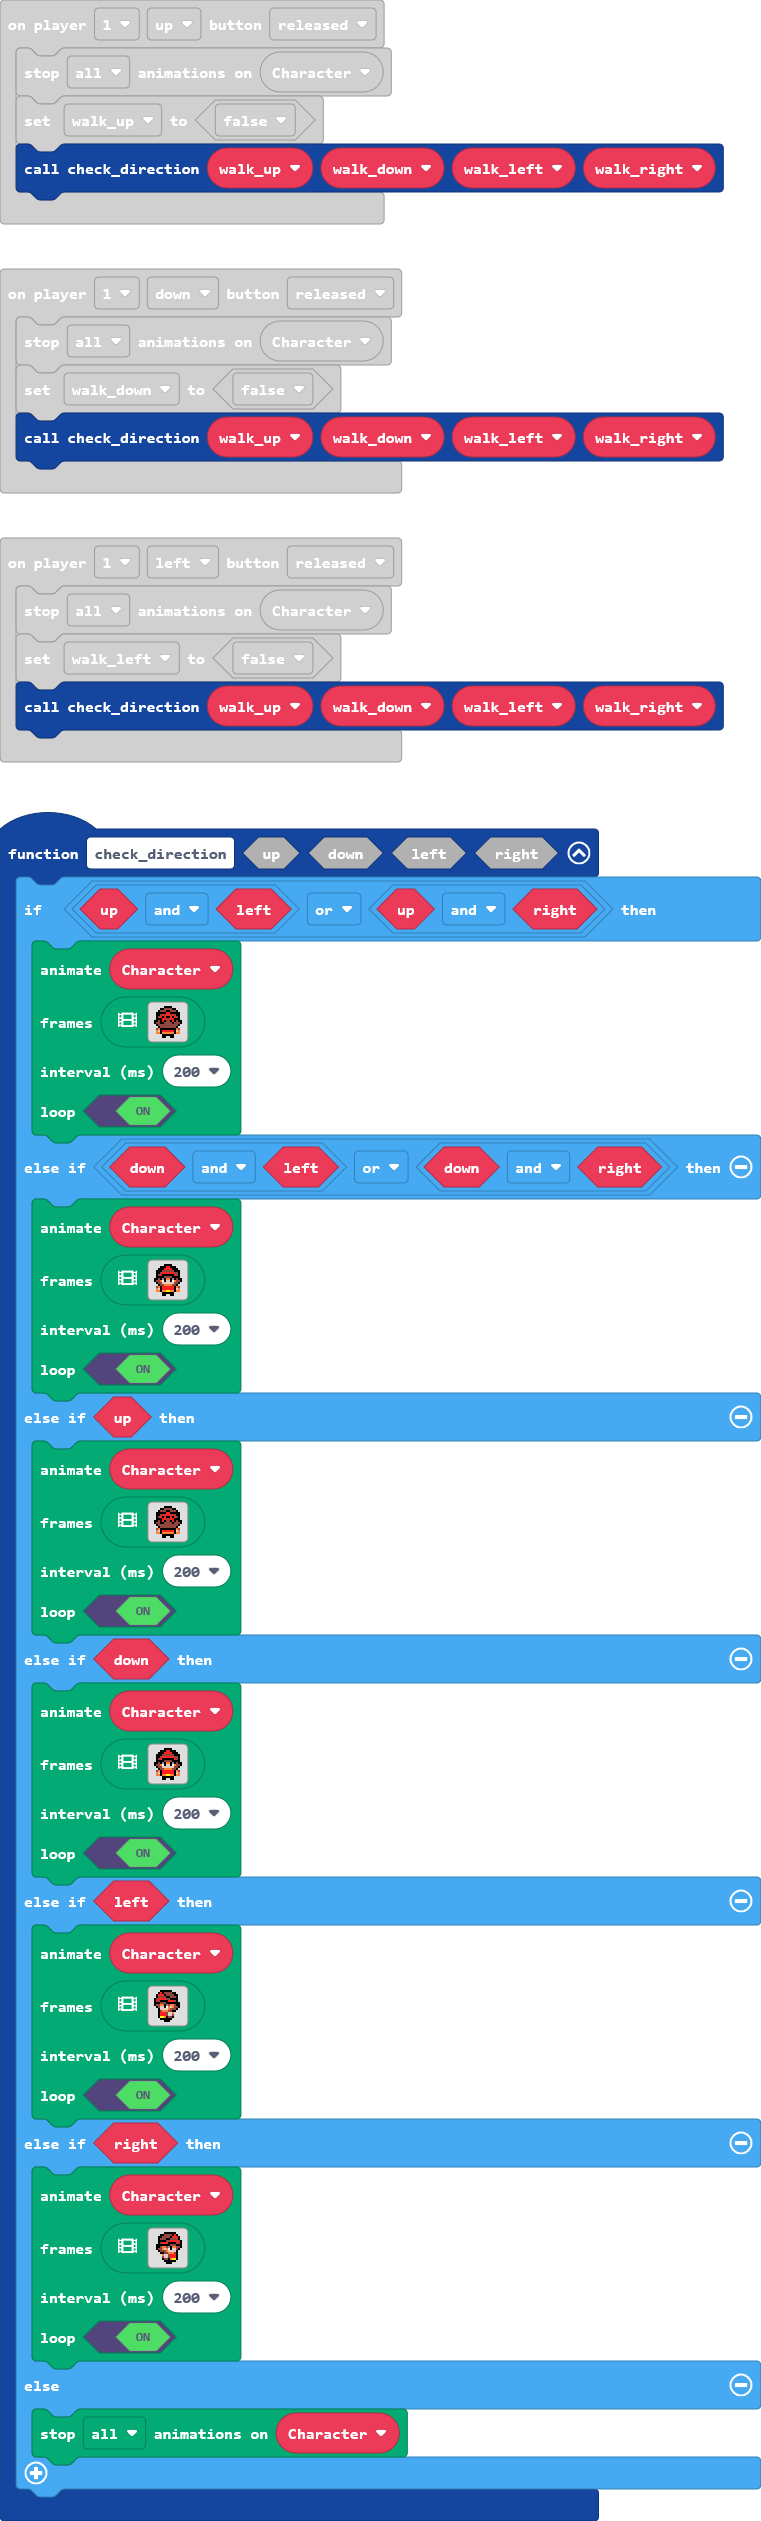 on player 1 up button released
stop all animations on Character
set walk_up to false
call check_direction walk_up walk_down walk_left walk_right
on player 1 down button released
stop all animations on Character
set walk_down to false
call check_direction walk_up walk_down walk_left walk_right
on player 1 left button released
stop all animations on Character
set walk_left to false
call check_direction walk_up walk_down walk_left walk_right
function check_direction up down left right
if up and left or up and right then
animate Character
frames
interval (ms) 200
loop ON
else if down and left or down and right then
animate Character
frames
interval (ms) 200
loop ON
else if up then
animate Character
frames
interval (ms) 200
loop ON
else if down then
animate Character
frames
interval (ms) 200
loop ON
else if left then
animate Character
frames
interval (ms) 200
loop ON
else if right then
animate Character
frames
interval (ms) 200
loop ON
else
stop all animations on Character